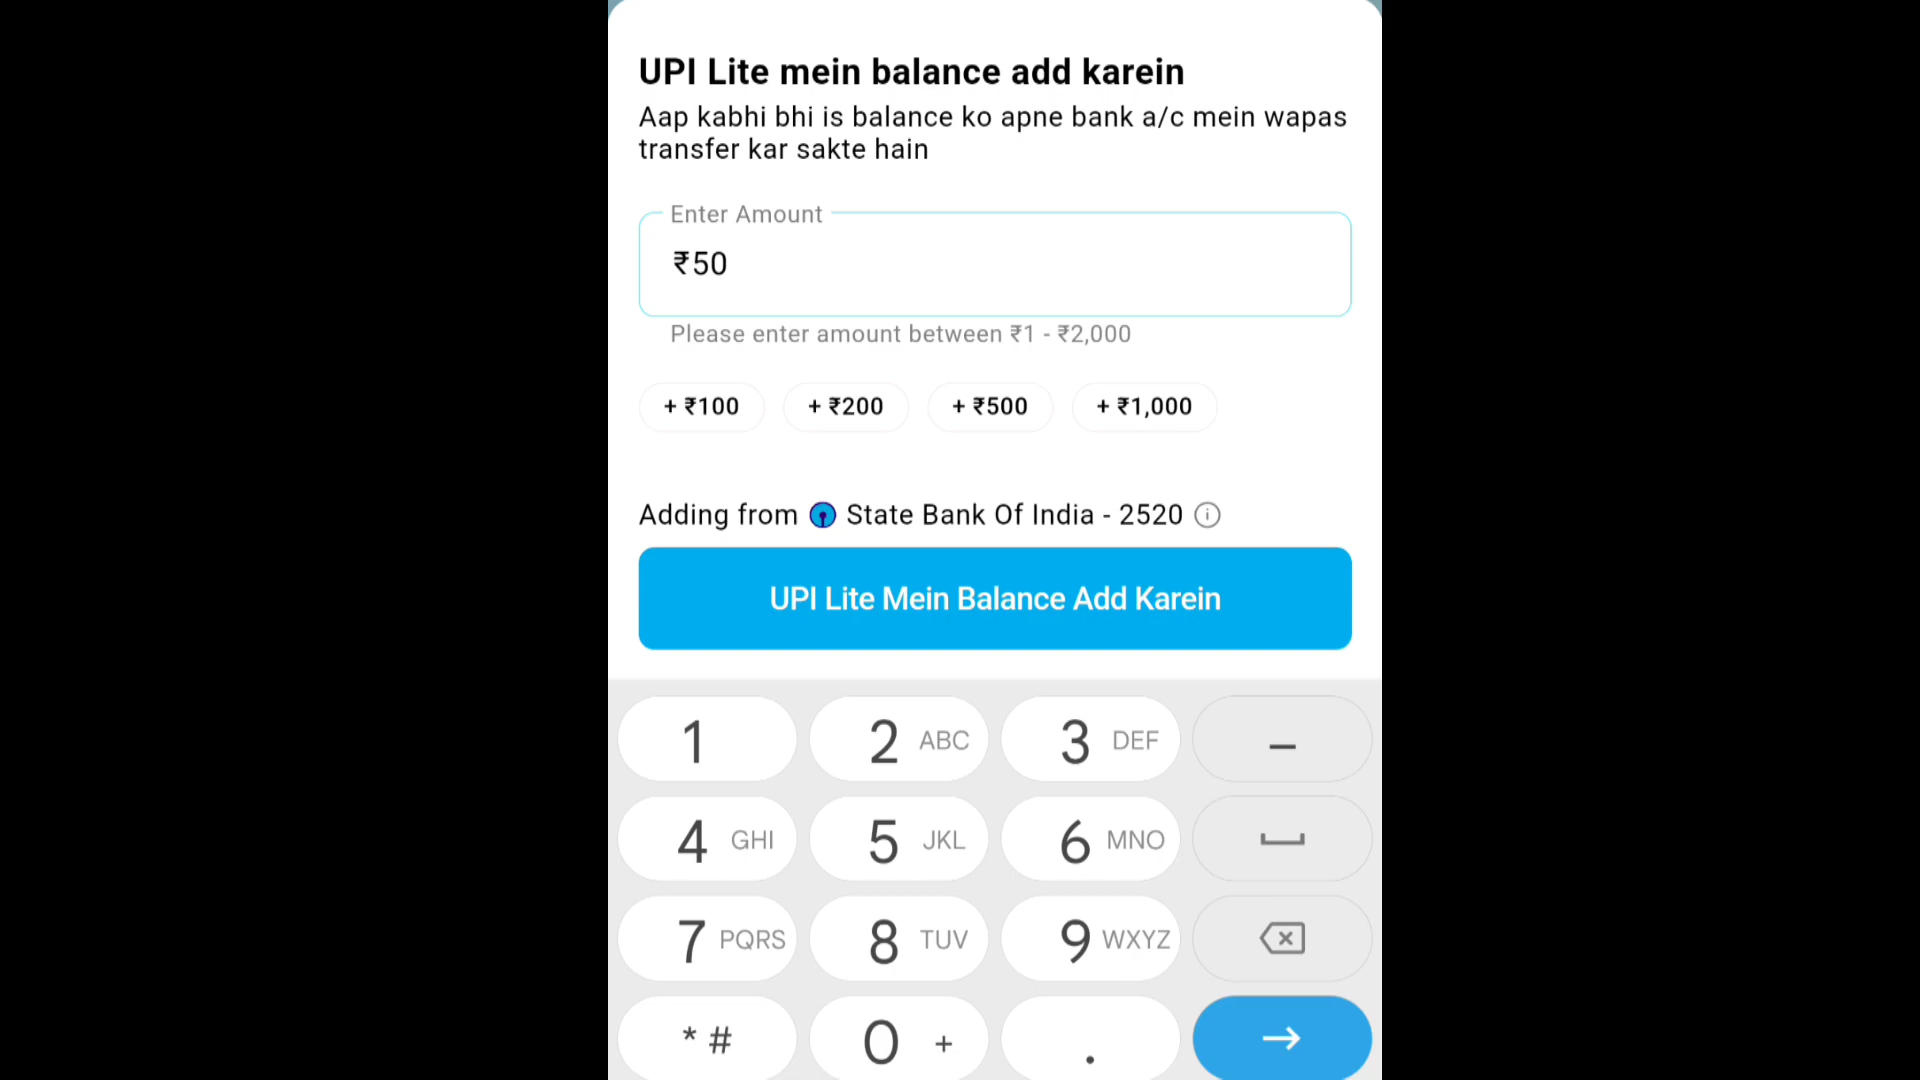 UPI Lite mein balance add karein
Aap kabhi bhi is balance ko apne bank a/c mein wapas
transfer kar sakte hain
Enter Amount
₹50
Please enter amount between ₹1 - ₹2,000
+ ₹100 + ₹200 + ₹500 + ₹1,000
Adding from State Bank Of India - 2520
UPI Lite Mein Balance Add Karein
1 2 ABC 3 DEF –
4 GHI 5 JKL 6 MNO
7 PQRS 8 TUV 9 WXYZ
* # 0 + .